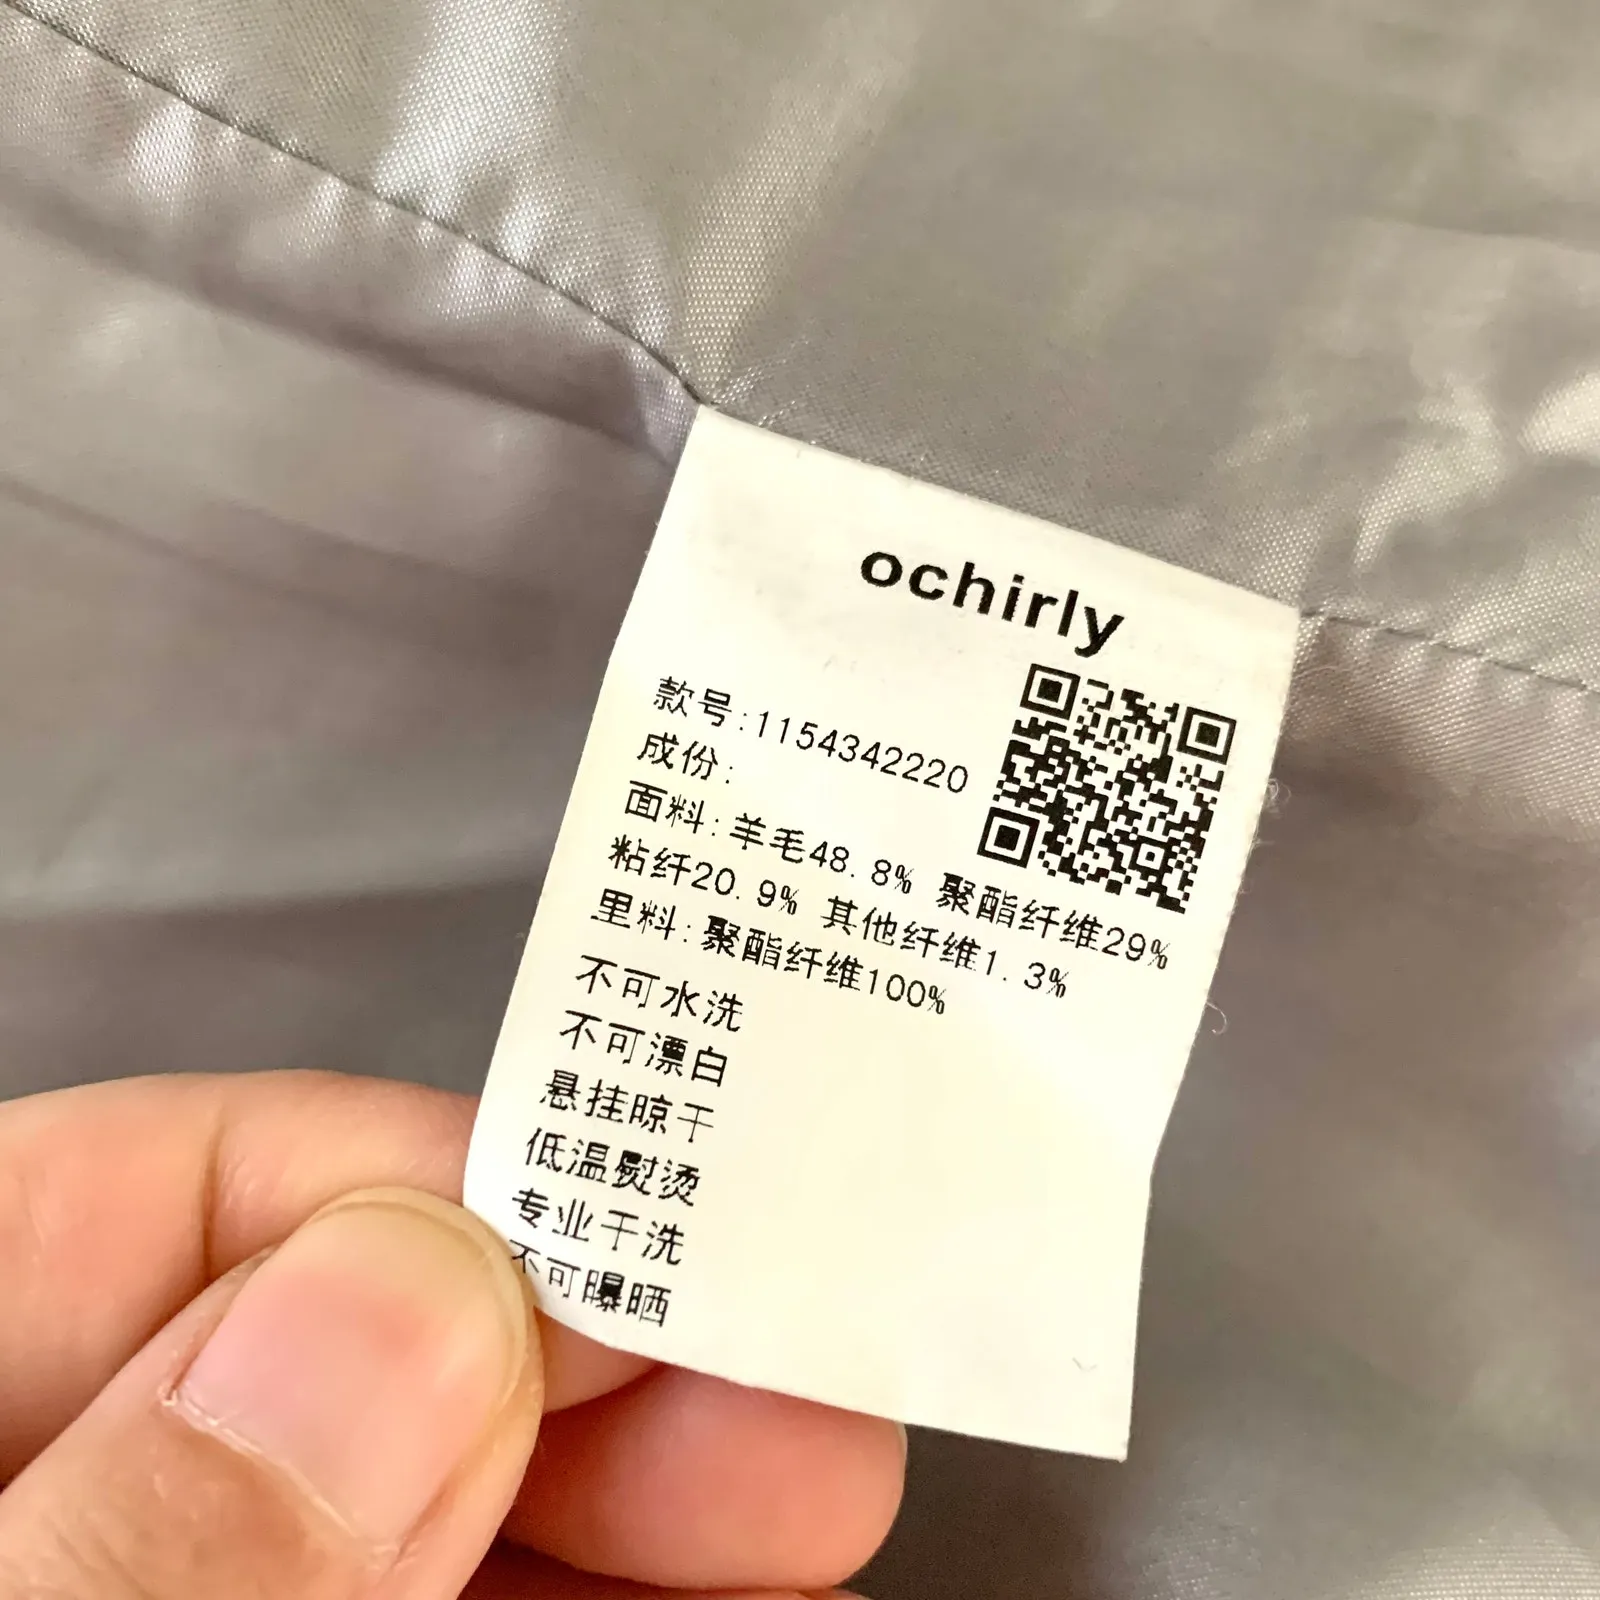 ochirly
款号:1154342220
成份:
面料:羊毛48.8% 聚酯纤维29%
粘纤20.9% 其他纤维1.3%
里料:聚酯纤维100%
不可水洗
不可漂白
悬挂晾干
低温熨烫
专业干洗
不可曝晒